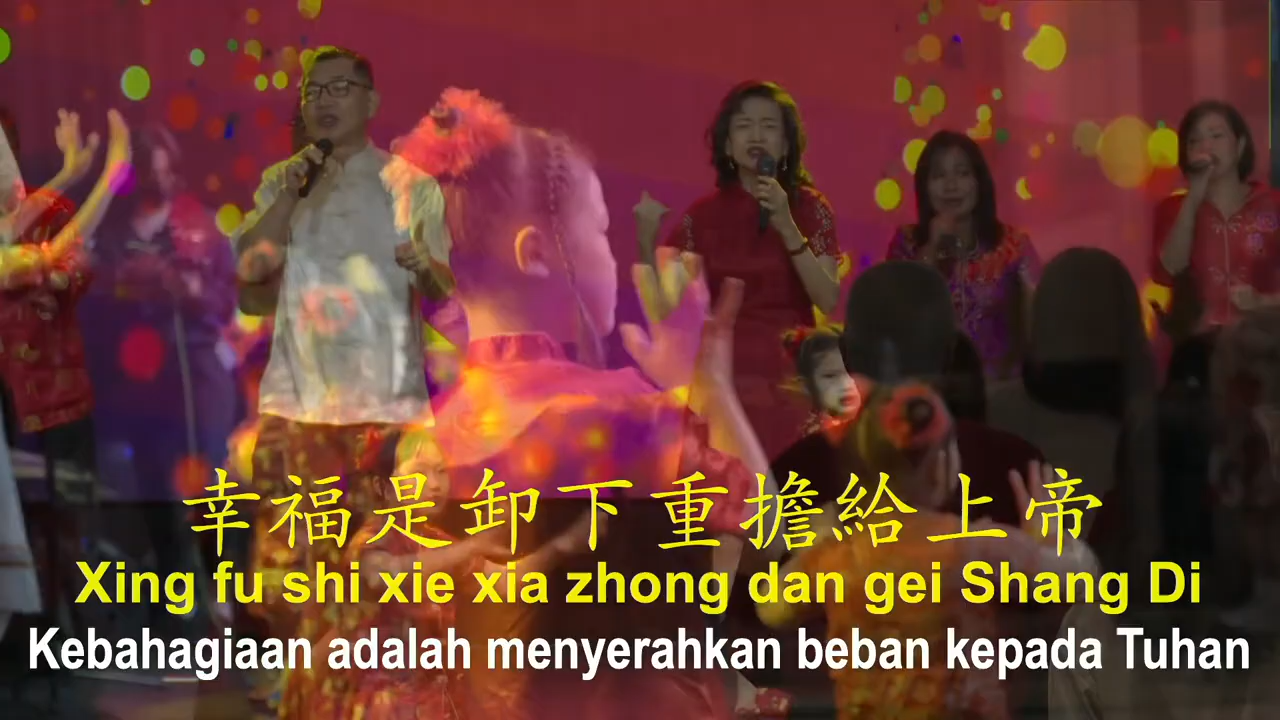 幸福是卸下重擔給上帝
Xing fu shi xie xia zhong dan gei Shang Di
Kebahagiaan adalah menyerahkan beban kepada Tuhan